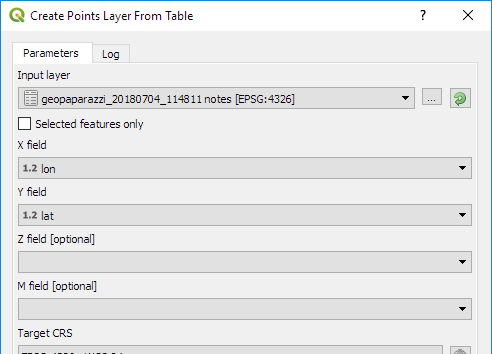 Create Points Layer From Table
? ×
Parameters Log
Input layer
geopaparazzi_20180704_114811 notes [EPSG:4326]
...
Selected features only
X field
1.2 lon
Y field
1.2 lat
Z field [optional]
M field [optional]
Target CRS